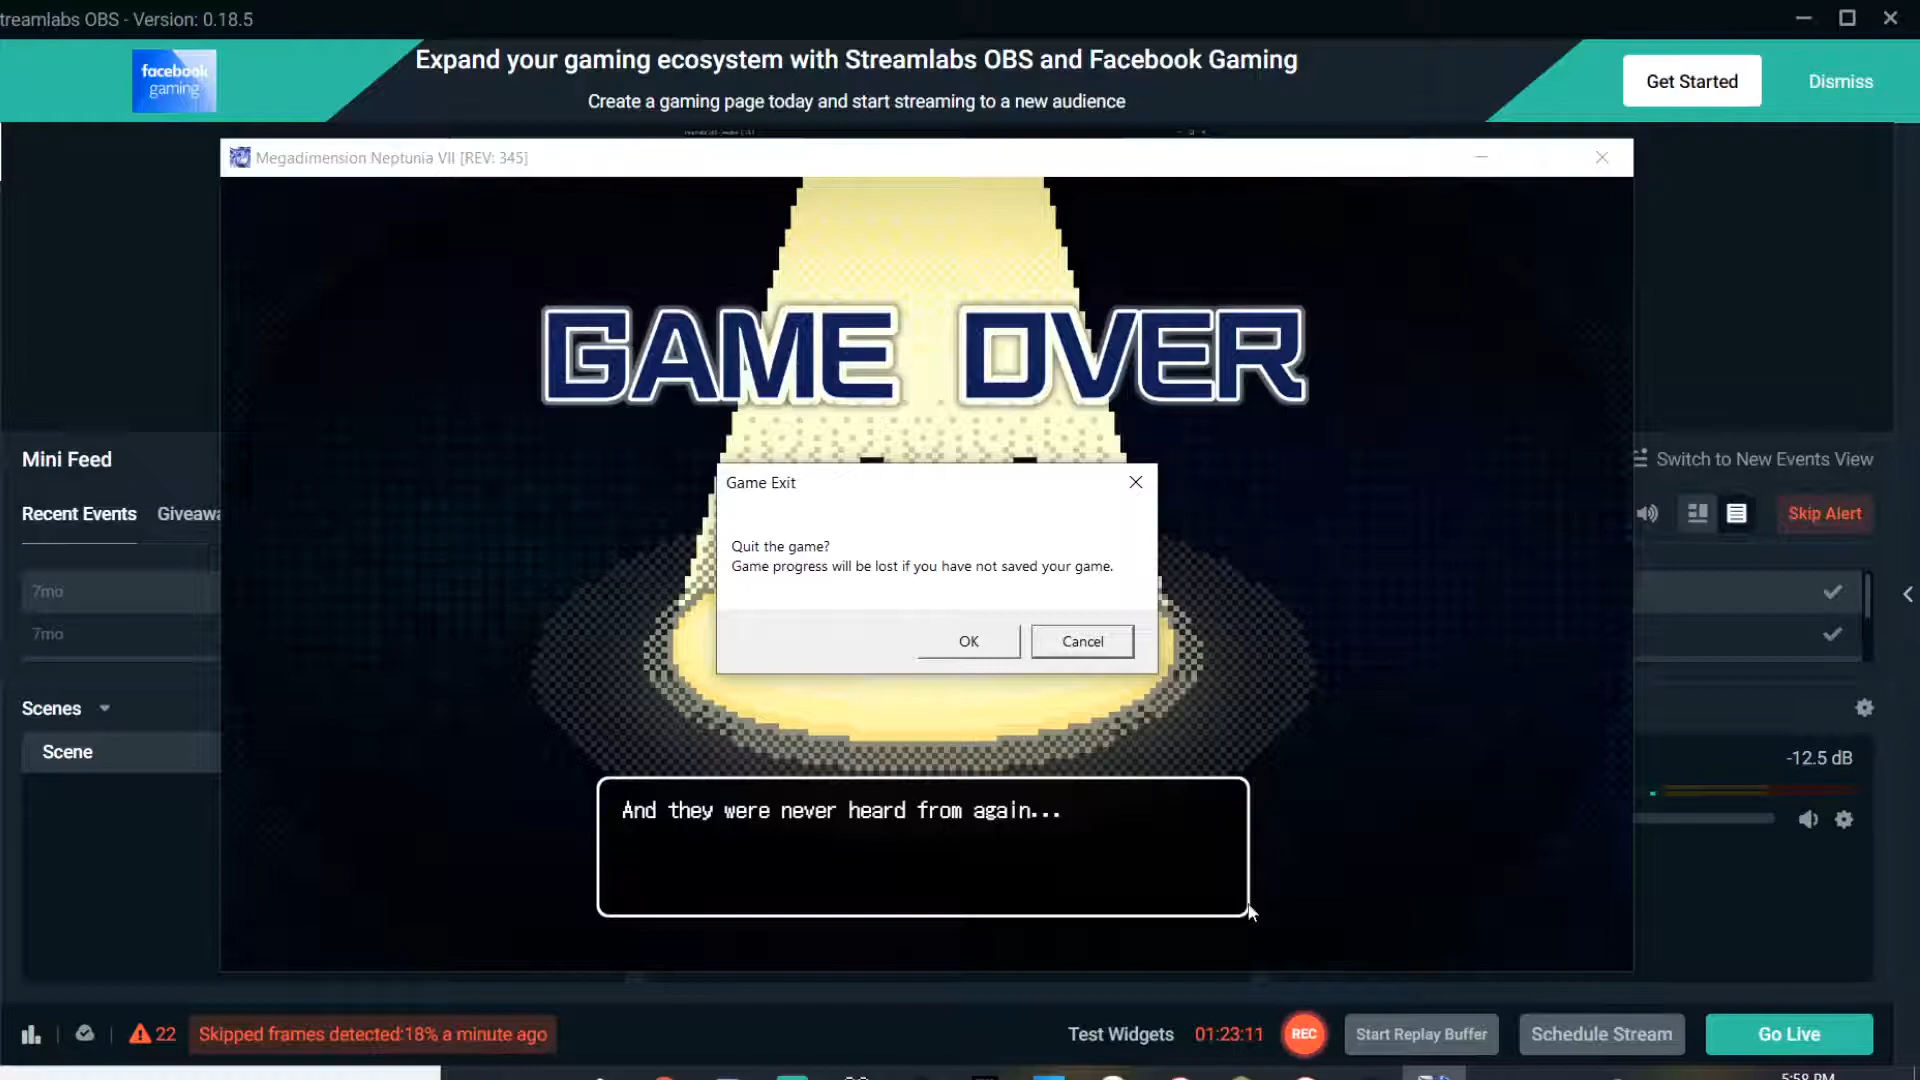 treamlabs OBS - Version: 0.18.5
facebook
gaming
Expand your gaming ecosystem with Streamlabs OBS and Facebook Gaming
Create a gaming page today and start streaming to a new audience
Get Started
Dismiss
Megadimension Neptunia VII [REV: 345]
GAME OVER
Mini Feed
Switch to New Events View
Game Exit
Recent Events
Giveawa
Skip Alert
Quit the game?
Game progress will be lost if you have not saved your game.
7mo
7mo
OK
Cancel
Scenes
Scene
-12.5 dB
And they were never heard from again...
22
Skipped frames detected:18% a minute ago
Test Widgets
01:23:11
REC
Start Replay Buffer
Schedule Stream
Go Live
5:58 PM